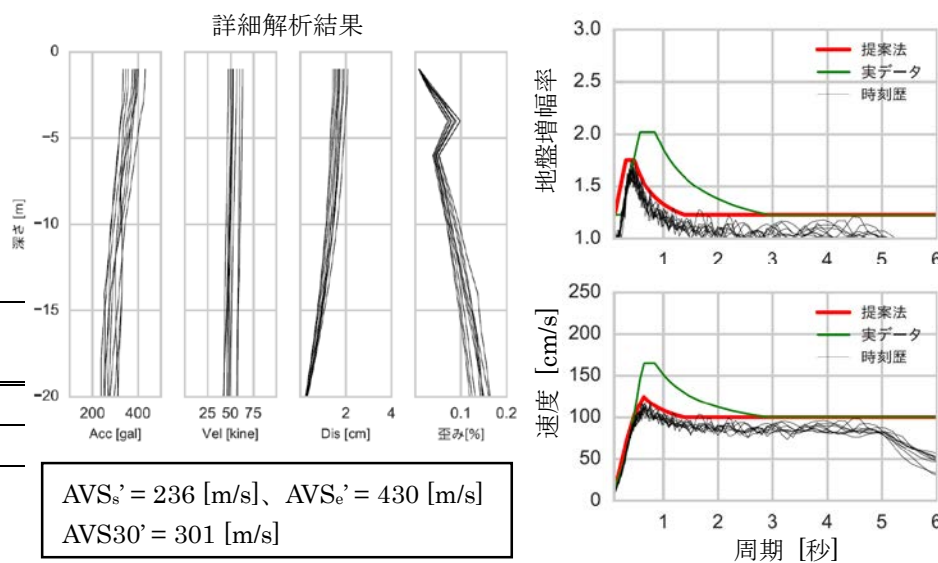 詳細解析結果
0
−5
−10
−15
−20
深さ [m]
200 400
Acc [gal]
25 50 75
Vel [kine]
2 4
Dis [cm]
0.1 0.2
歪み[%]
AVSₛ’ = 236 [m/s]、AVSₑ’ = 430 [m/s]
AVS30’ = 301 [m/s]
地盤増幅率
3.0
2.5
2.0
1.5
1.0
提案法
実データ
時刻歴
1 2 3 4 5 6
速度 [cm/s]
250
200
150
100
50
0
提案法
実データ
時刻歴
1 2 3 4 5 6
周期 [秒]